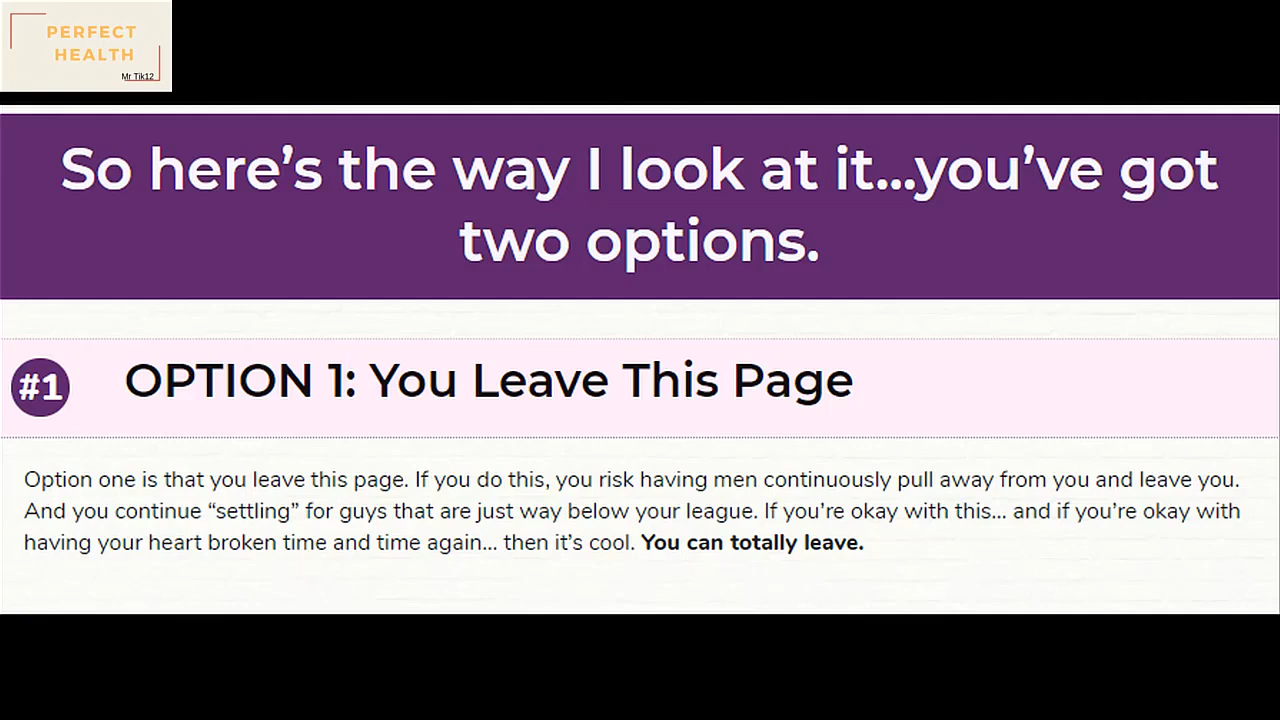 PERFECT
HEALTH
Mr Tik12
So here’s the way I look at it...you’ve got
two options.
#1
OPTION 1: You Leave This Page
Option one is that you leave this page. If you do this, you risk having men continuously pull away from you and leave you.
And you continue “settling” for guys that are just way below your league. If you’re okay with this... and if you’re okay with
having your heart broken time and time again... then it’s cool. You can totally leave.